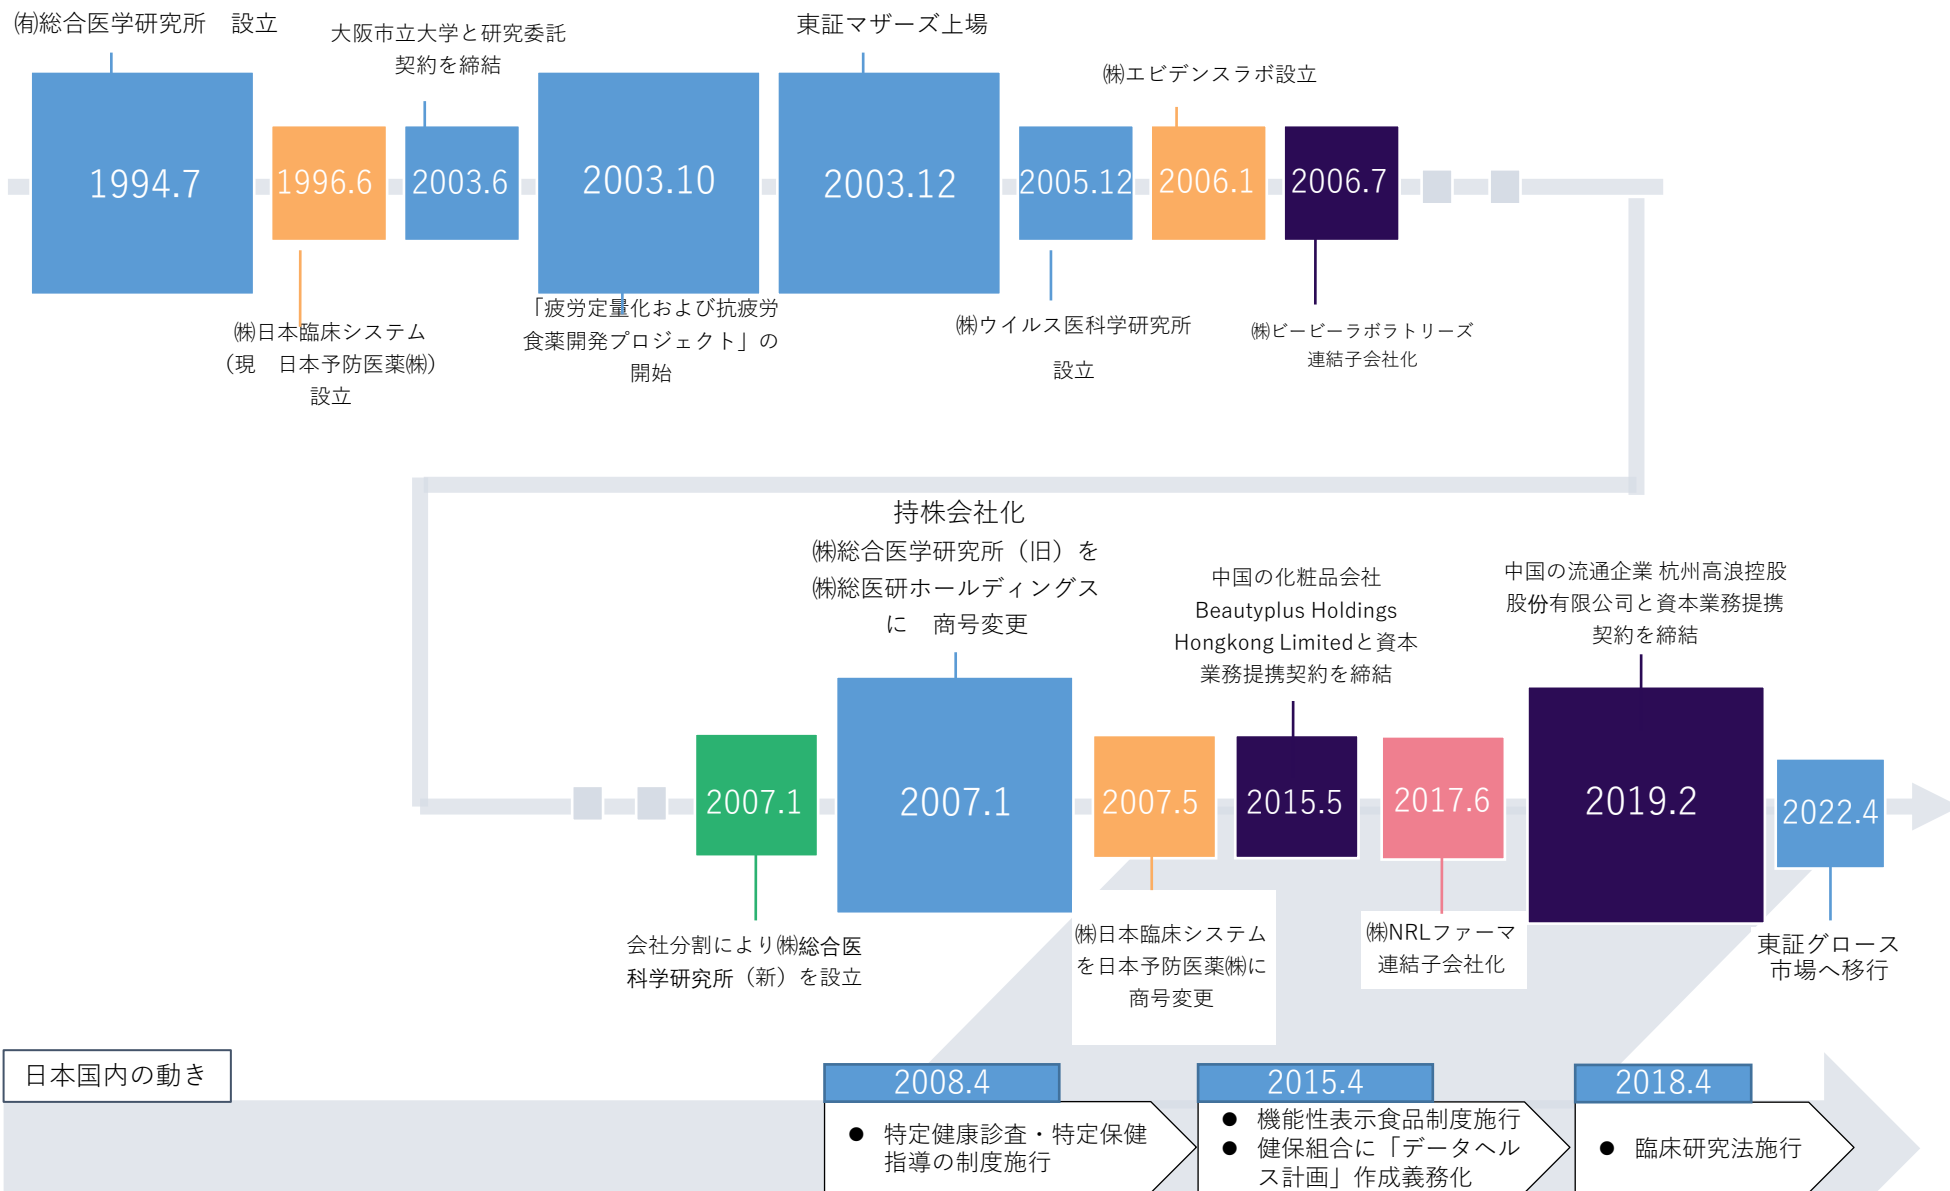 ㈲総合医学研究所　設立
1994.7
1996.6
㈱日本臨床システム
(現　日本予防医薬㈱)
設立
大阪市立大学と研究委託
契約を締結
2003.6
2003.10
「疲労定量化および抗疲労
食薬開発プロジェクト」の
開始
東証マザーズ上場
2003.12
2005.12
㈱ウイルス医科学研究所
設立
㈱エビデンスラボ設立
2006.1
2006.7
㈱ビービーラボラトリーズ
連結子会社化
2007.1
会社分割により㈱総合医
科学研究所（新）を設立
持株会社化
㈱総合医学研究所（旧）を
㈱総医研ホールディングス
に　商号変更
2007.1
2007.5
㈱日本臨床システム
を日本予防医薬㈱に
商号変更
中国の化粧品会社
Beautyplus Holdings
Hongkong Limitedと資本
業務提携契約を締結
2015.5
2017.6
㈱NRLファーマ
連結子会社化
中国の流通企業 杭州高浪控股
股份有限公司と資本業務提携
契約を締結
2019.2
2022.4
東証グロース
市場へ移行
日本国内の動き
2008.4
● 特定健康診査・特定保健
指導の制度施行
2015.4
● 機能性表示食品制度施行
● 健保組合に「データヘル
ス計画」作成義務化
2018.4
● 臨床研究法施行